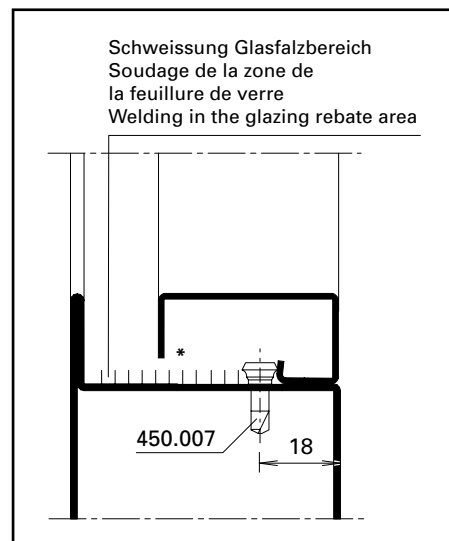 Schweissung Glasfalzbereich
Soudage de la zone de
la feuillure de verre
Welding in the glazing rebate area
*
450.007
18